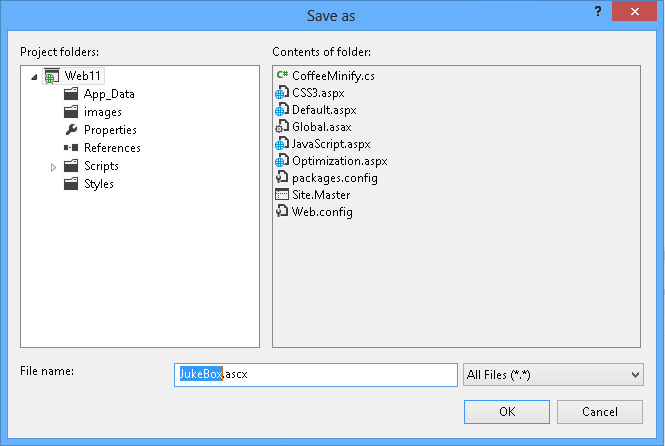 Save as
?
Project folders:
Web11
App_Data
images
Properties
References
Scripts
Styles
Contents of folder:
C# CoffeeMinify.cs
CSS3.aspx
Default.aspx
Global.asax
JavaScript.aspx
Optimization.aspx
packages.config
Site.Master
Web.config
File name:
JukeBox.ascx
All Files (*.*)
OK
Cancel